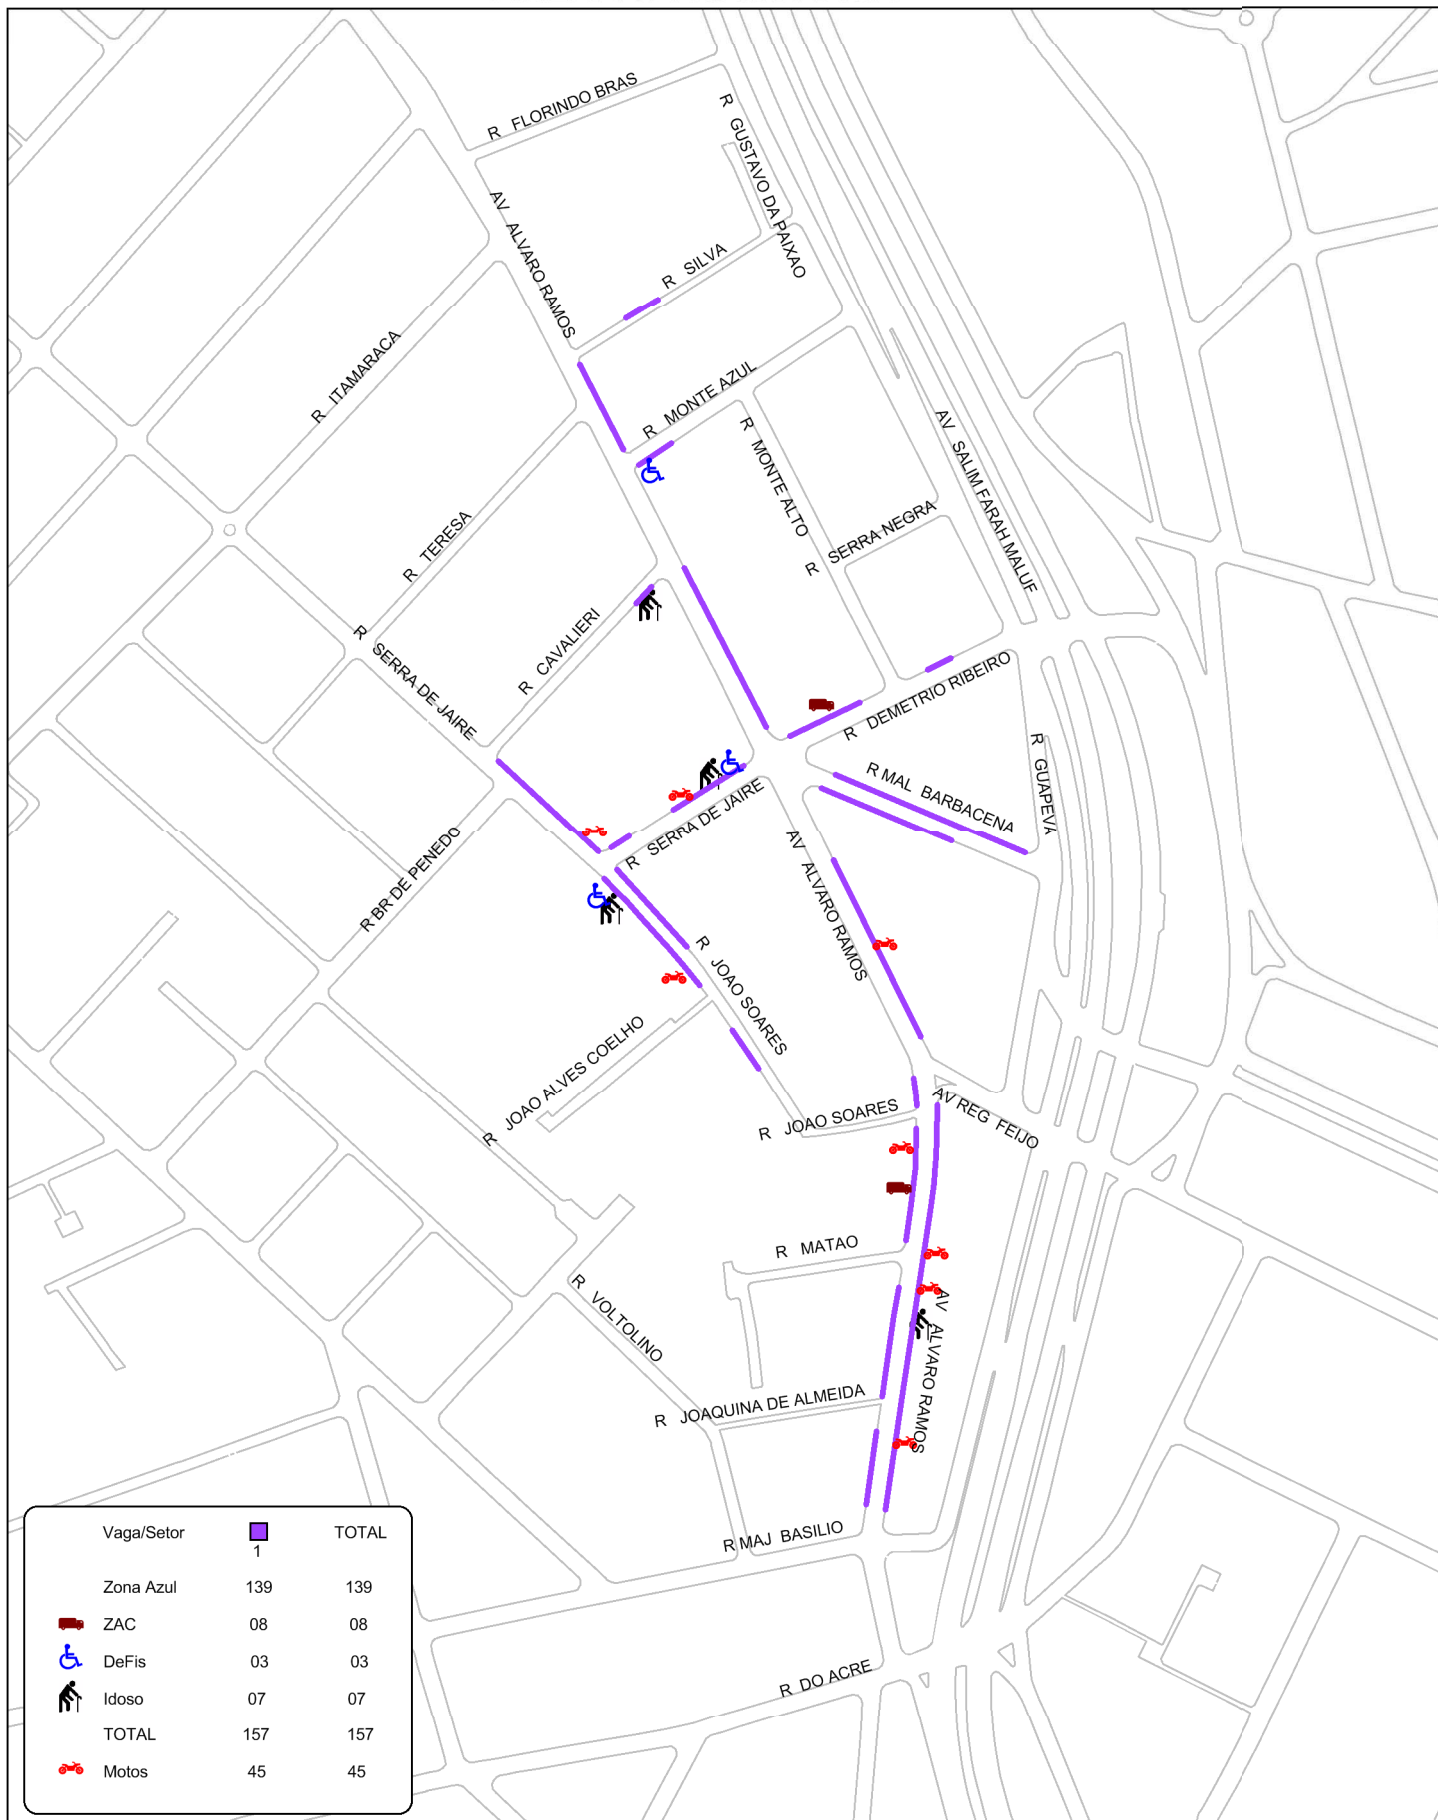 R FLORINDO BRAS
R GUSTAVO DA PAIXAO
AV ALVARO RAMOS
R SILVA
R ITAMARACA
R MONTE AZUL
R MONTE ALTO
AV SALIM FARAH MALUF
R SERRA NEGRA
R TERESA
R CAVALIERI
R SERRA DE JAIRE
R DEMETRIO RIBEIRO
R GUAPEVA
R MAL BARBACENA
R SERRA DE JAIRE
R BR DE PENEDO
AV ALVARO RAMOS
R JOAO SOARES
R JOAO ALVES COELHO
R JOAO SOARES
AV REG FEIJO
R MATAO
R VOLTOLINO
AV ALVARO RAMOS
R JOAQUINA DE ALMEIDA
R MAJ BASILIO
R DO ACRE
Vaga/Setor TOTAL
1
Zona Azul 139 139
ZAC 08 08
DeFis 03 03
Idoso 07 07
TOTAL 157 157
Motos 45 45